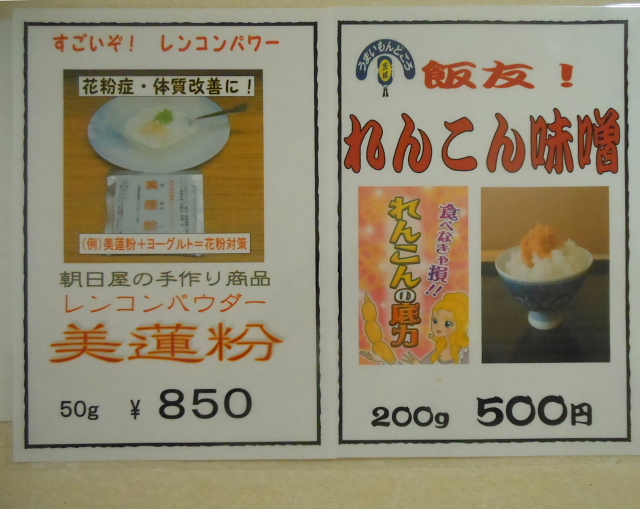 すごいぞ! レンコンパワー
花粉症・体質改善に!
美蓮粉
(例)美蓮粉+ヨーグルト=花粉対策
朝日屋の手作り商品
レンコンパウダー
美蓮粉
50g ¥ 850
うまいもんどころ
飯友!
れんこん味噌
食べなきゃ損!!
れんこんの底力
200g 500円